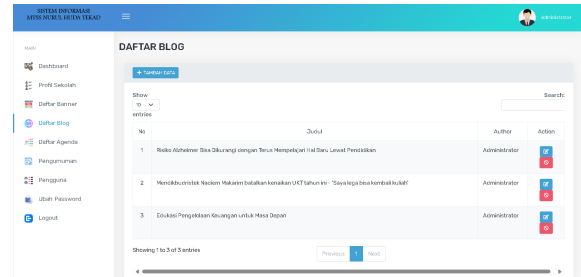 SISTEM INFORMASI
MTSS NURUL HUDA TEKAD
Administrator
MAIN
DAFTAR BLOG
Dashboard
Profil Sekolah
Daftar Banner
Daftar Blog
Daftar Agenda
Pengumuman
Pengguna
Ubah Password
Logout
+ TAMBAH DATA
Show
10
entries
Search:
No Judul Author Action
1 Risiko Alzheimer Bisa Dikurangi dengan Terus Mempelajari Hal Baru Lewat Pendidikan Administrator
2 Mendikbudristek Nadiem Makarim batalkan kenaikan UKT tahun ini - 'Saya lega bisa kembali kuliah' Administrator
3 Edukasi Pengelolaan Keuangan untuk Masa Depan Administrator
Showing 1 to 3 of 3 entries
Previous 1 Next